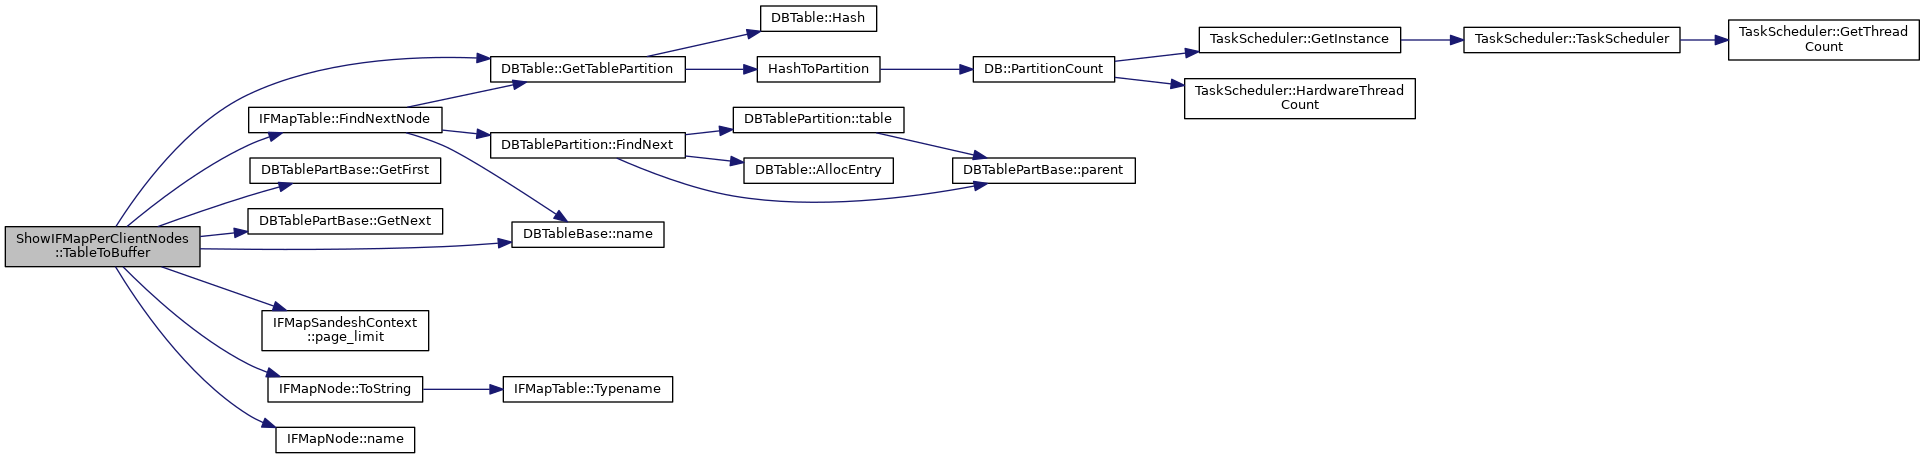 DBTable::Hash
TaskScheduler::GetThread
Count
TaskScheduler::GetInstance
TaskScheduler::TaskScheduler
DBTable::GetTablePartition
HashToPartition
DB::PartitionCount
TaskScheduler::HardwareThread
Count
IFMapTable::FindNextNode
DBTablePartition::table
DBTablePartition::FindNext
DBTablePartBase::GetFirst
DBTable::AllocEntry
DBTablePartBase::parent
DBTablePartBase::GetNext
DBTableBase::name
ShowIFMapPerClientNodes
::TableToBuffer
IFMapSandeshContext
::page_limit
IFMapNode::ToString
IFMapTable::Typename
IFMapNode::name